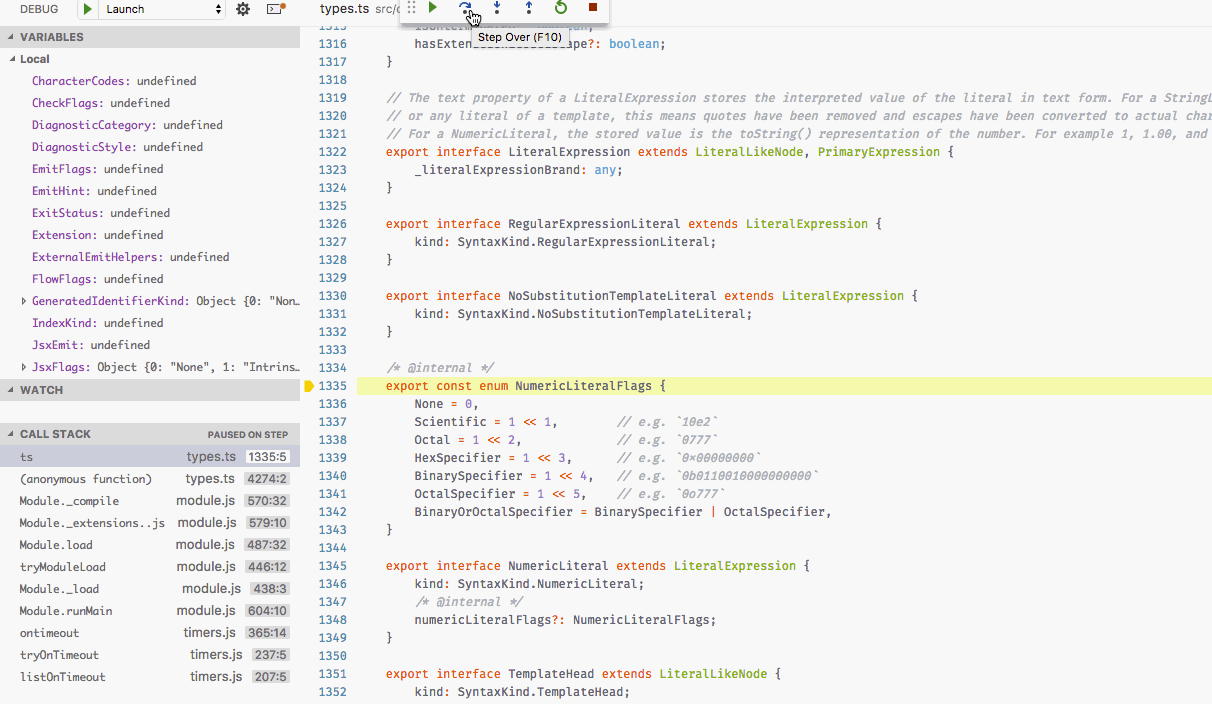 DEBUG Launch types.ts src/c
Step Over (F10)
VARIABLES
Local
CharacterCodes: undefined
CheckFlags: undefined
DiagnosticCategory: undefined
DiagnosticStyle: undefined
EmitFlags: undefined
EmitHint: undefined
ExitStatus: undefined
Extension: undefined
ExternalEmitHelpers: undefined
FlowFlags: undefined
GeneratedIdentifierKind: Object {0: "Non…
IndexKind: undefined
JsxEmit: undefined
JsxFlags: Object {0: "None", 1: "Intrins…
WATCH
CALL STACK PAUSED ON STEP
ts types.ts 1335:5
(anonymous function) types.ts 4274:2
Module._compile module.js 570:32
Module._extensions..js module.js 579:10
Module.load module.js 487:32
tryModuleLoad module.js 446:12
Module._load module.js 438:3
Module.runMain module.js 604:10
ontimeout timers.js 365:14
tryOnTimeout timers.js 237:5
listOnTimeout timers.js 207:5
1316 hasExten ape?: boolean;
1317 }
1318
1319 // The text property of a LiteralExpression stores the interpreted value of the literal in text form. For a StringL
1320 // or any literal of a template, this means quotes have been removed and escapes have been converted to actual char
1321 // For a NumericLiteral, the stored value is the toString() representation of the number. For example 1, 1.00, and
1322 export interface LiteralExpression extends LiteralLikeNode, PrimaryExpression {
1323 _literalExpressionBrand: any;
1324 }
1325
1326 export interface RegularExpressionLiteral extends LiteralExpression {
1327 kind: SyntaxKind.RegularExpressionLiteral;
1328 }
1329
1330 export interface NoSubstitutionTemplateLiteral extends LiteralExpression {
1331 kind: SyntaxKind.NoSubstitutionTemplateLiteral;
1332 }
1333
1334 /* @internal */
1335 export const enum NumericLiteralFlags {
1336 None = 0,
1337 Scientific = 1 << 1, // e.g. `10e2`
1338 Octal = 1 << 2, // e.g. `0777`
1339 HexSpecifier = 1 << 3, // e.g. `0x00000000`
1340 BinarySpecifier = 1 << 4, // e.g. `0b0110010000000000`
1341 OctalSpecifier = 1 << 5, // e.g. `0o777`
1342 BinaryOrOctalSpecifier = BinarySpecifier | OctalSpecifier,
1343 }
1344
1345 export interface NumericLiteral extends LiteralExpression {
1346 kind: SyntaxKind.NumericLiteral;
1347 /* @internal */
1348 numericLiteralFlags?: NumericLiteralFlags;
1349 }
1350
1351 export interface TemplateHead extends LiteralLikeNode {
1352 kind: SyntaxKind.TemplateHead;